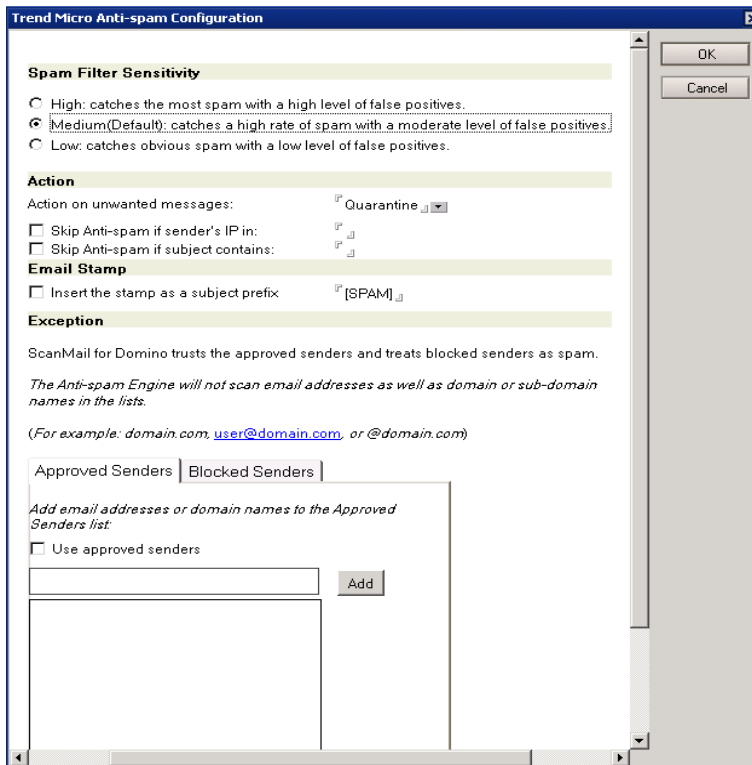 Trend Micro Anti-spam Configuration
OK
Cancel
Spam Filter Sensitivity
High: catches the most spam with a high level of false positives.
Medium(Default): catches a high rate of spam with a moderate level of false positives.
Low: catches obvious spam with a low level of false positives.
Action
Action on unwanted messages: Quarantine
Skip Anti-spam if sender's IP in:
Skip Anti-spam if subject contains:
Email Stamp
Insert the stamp as a subject prefix [SPAM]
Exception
ScanMail for Domino trusts the approved senders and treats blocked senders as spam.
The Anti-spam Engine will not scan email addresses as well as domain or sub-domain
names in the lists.
(For example: domain.com, user@domain.com, or @domain.com)
Approved Senders Blocked Senders
Add email addresses or domain names to the Approved
Senders list:
Use approved senders
Add